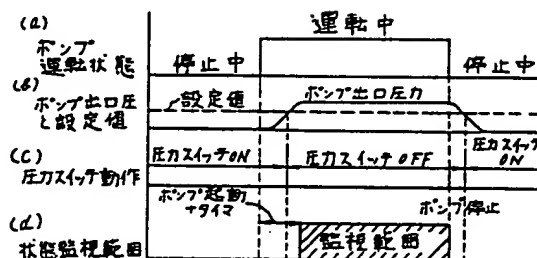 (a)
ポンプ
運転状態
停止中
運転中
停止中
(b)
ポンプ出口圧
と設定値
設定値
ポンプ出口圧力
(c)
圧力スイッチ動作
圧力スイッチON
圧力スイッチOFF
圧力スイッチ
ON
(d)
状態監視範囲
ポンプ起動
+タイマ
監視範囲
ポンプ停止